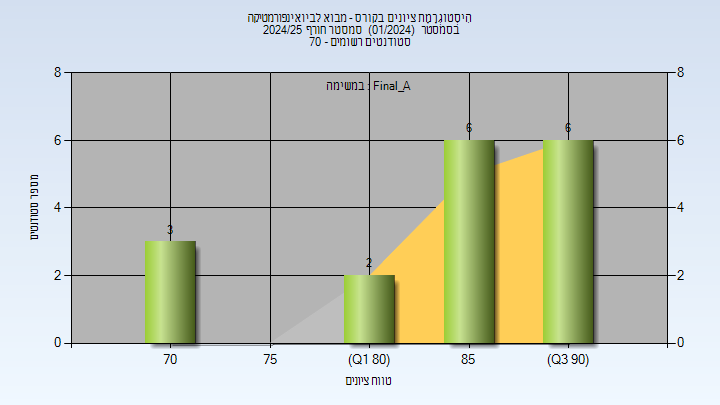 היסטוגרמת ציונים בקורס - מבוא לביואינפורמטיקה
בסמסטר (01/2024) סמסטר חורף 2024/25
סטודנטים רשומים - 70
במשימה : Final_A
מספר סטודנטים
8 8
6 6
4 4
2 2
0 0
3
2
6
6
70 75 (Q1 80) 85 (Q3 90)
טווח ציונים